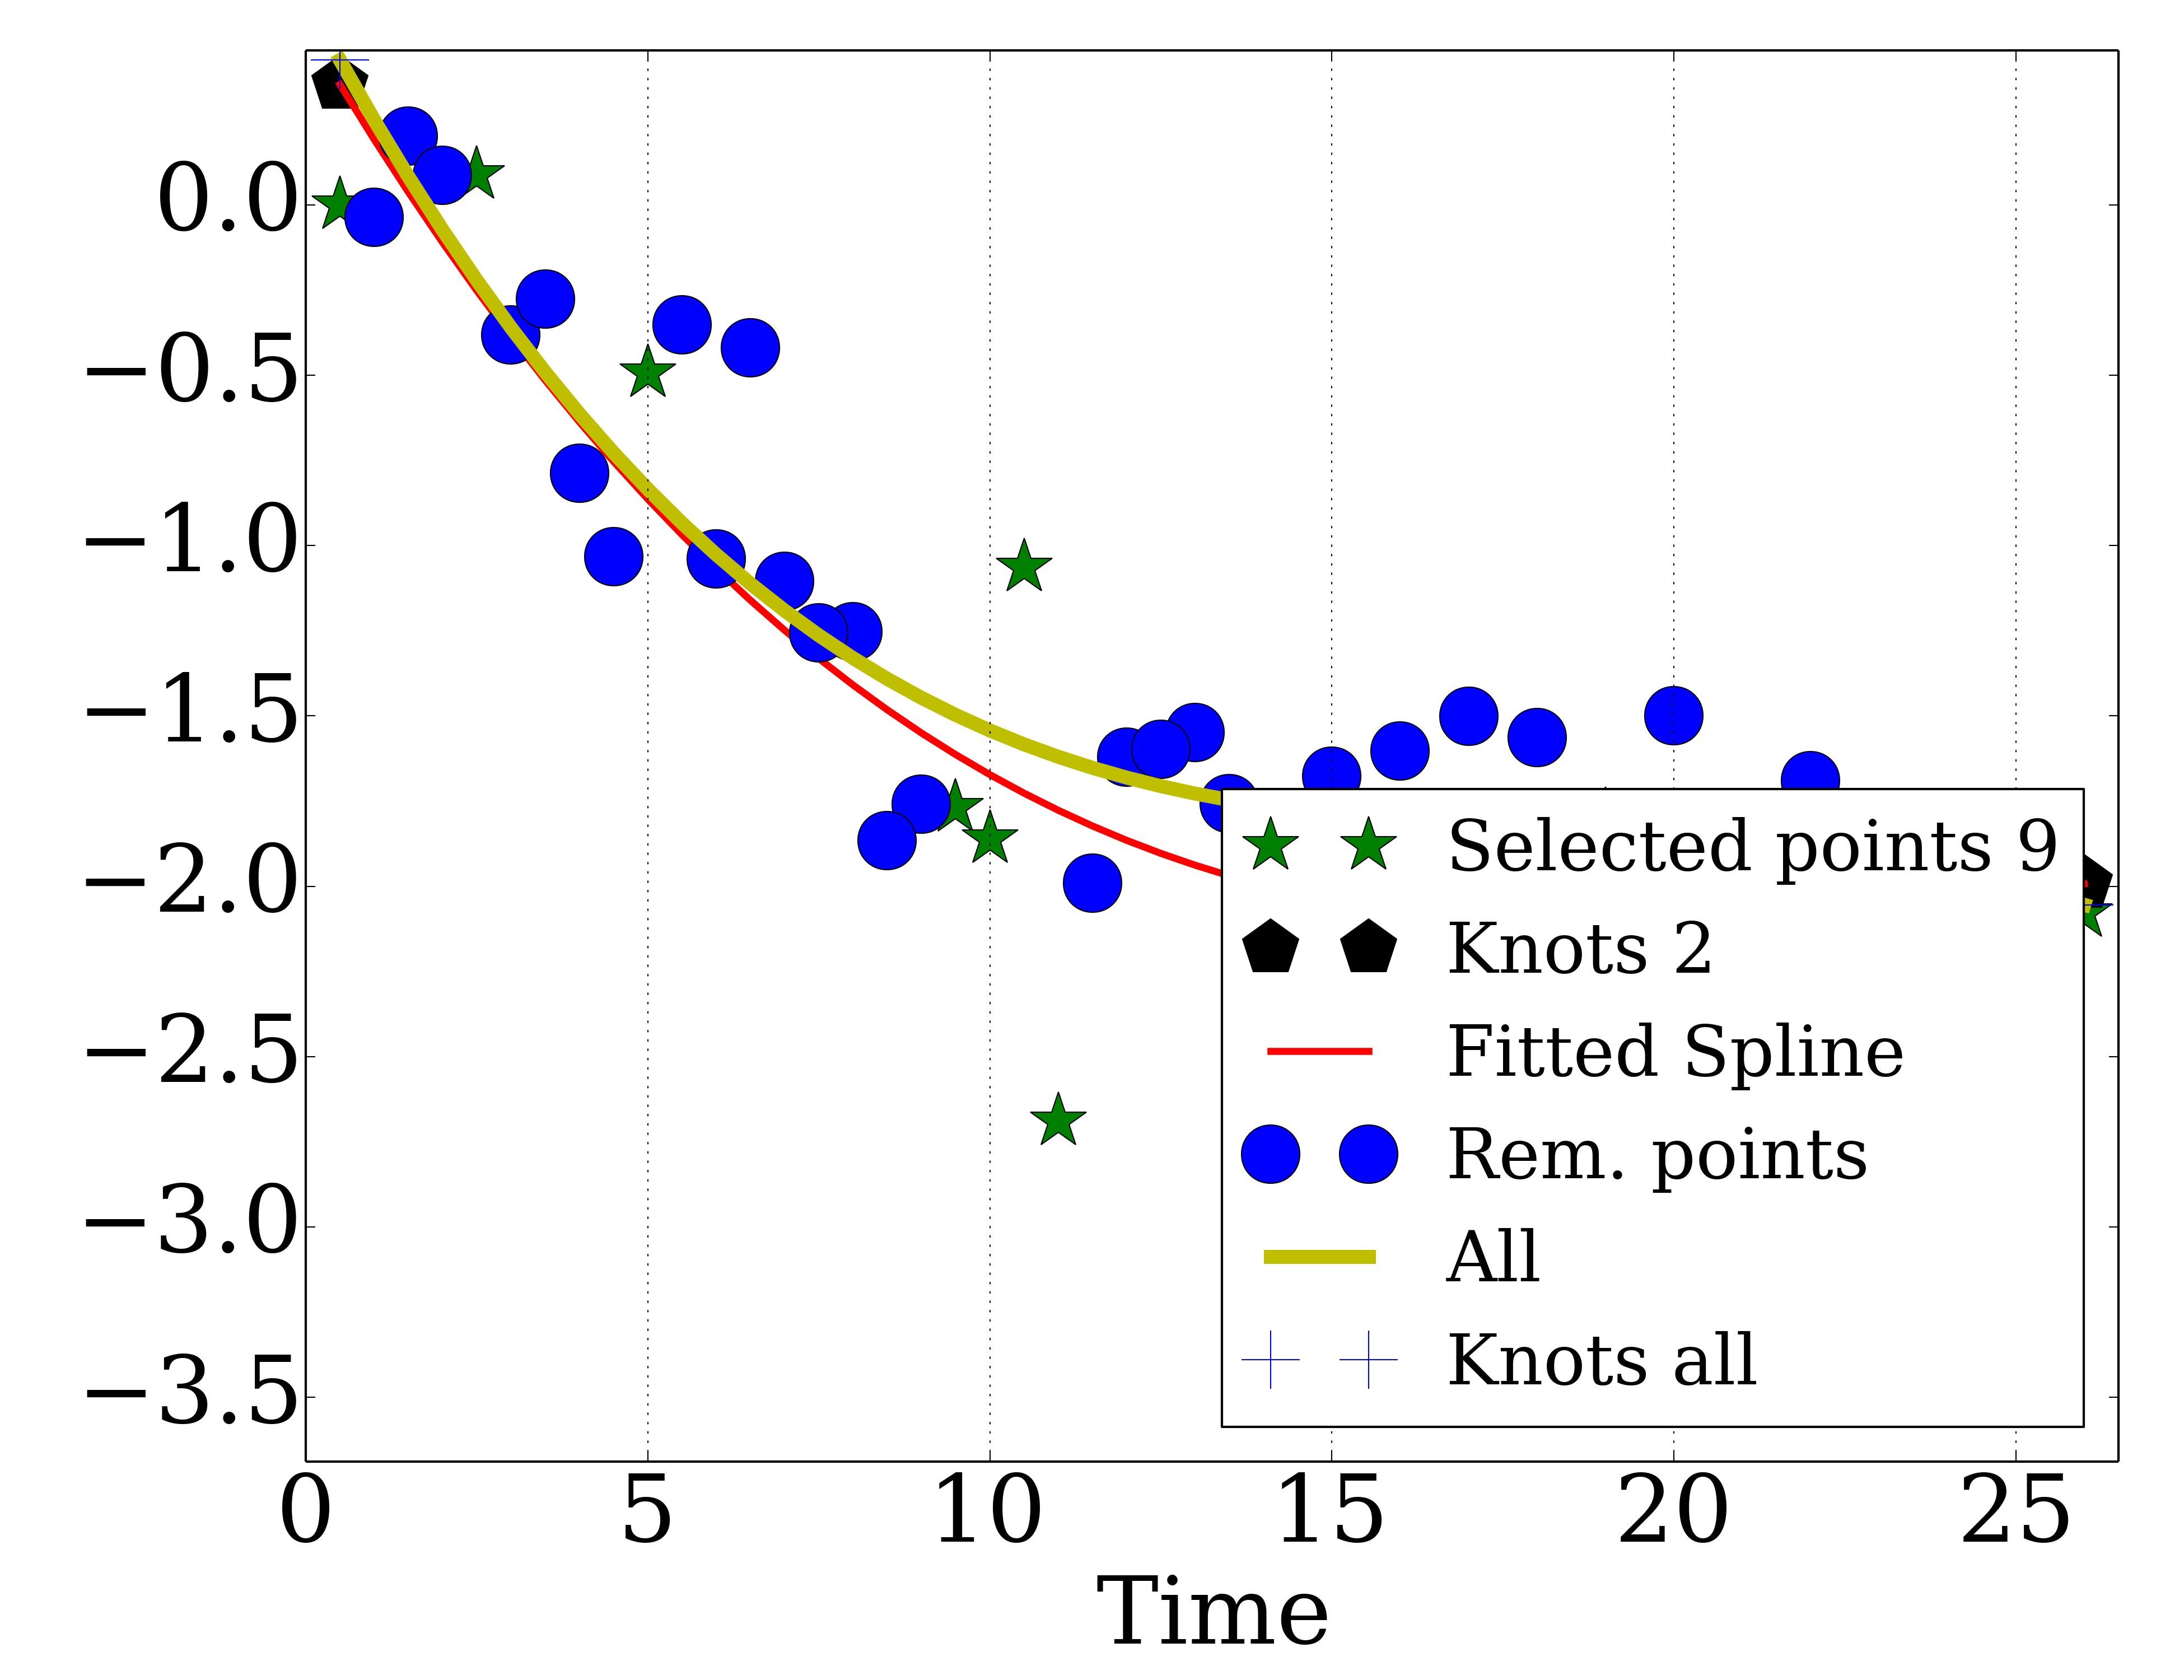 0.0
−0.5
−1.0
−1.5
−2.0
−2.5
−3.0
−3.5
Selected points 9
Knots 2
Fitted Spline
Rem. points
All
Knots all
0 5 10 15 20 25
Time